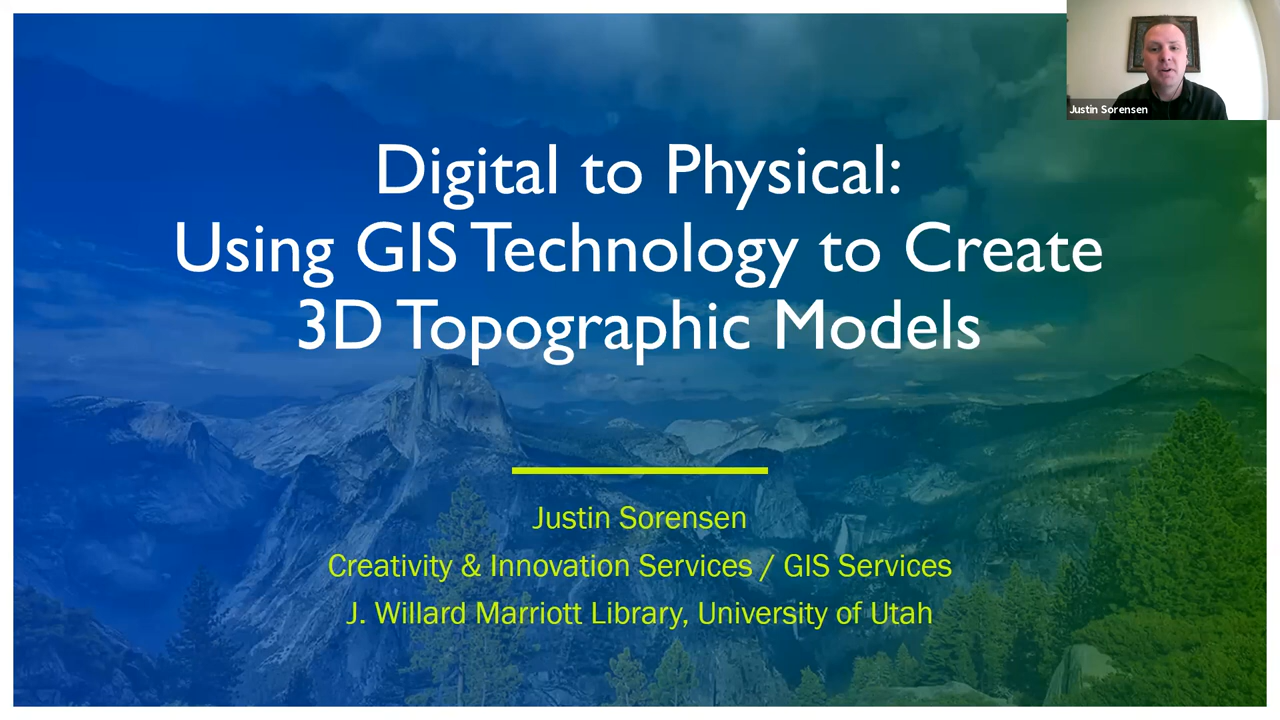 Justin Sorensen
Digital to Physical:
Using GIS Technology to Create
3D Topographic Models
Justin Sorensen
Creativity & Innovation Services / GIS Services
J. Willard Marriott Library, University of Utah